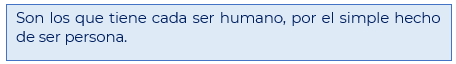 Son los que tiene cada ser humano, por el simple hecho
de ser persona.